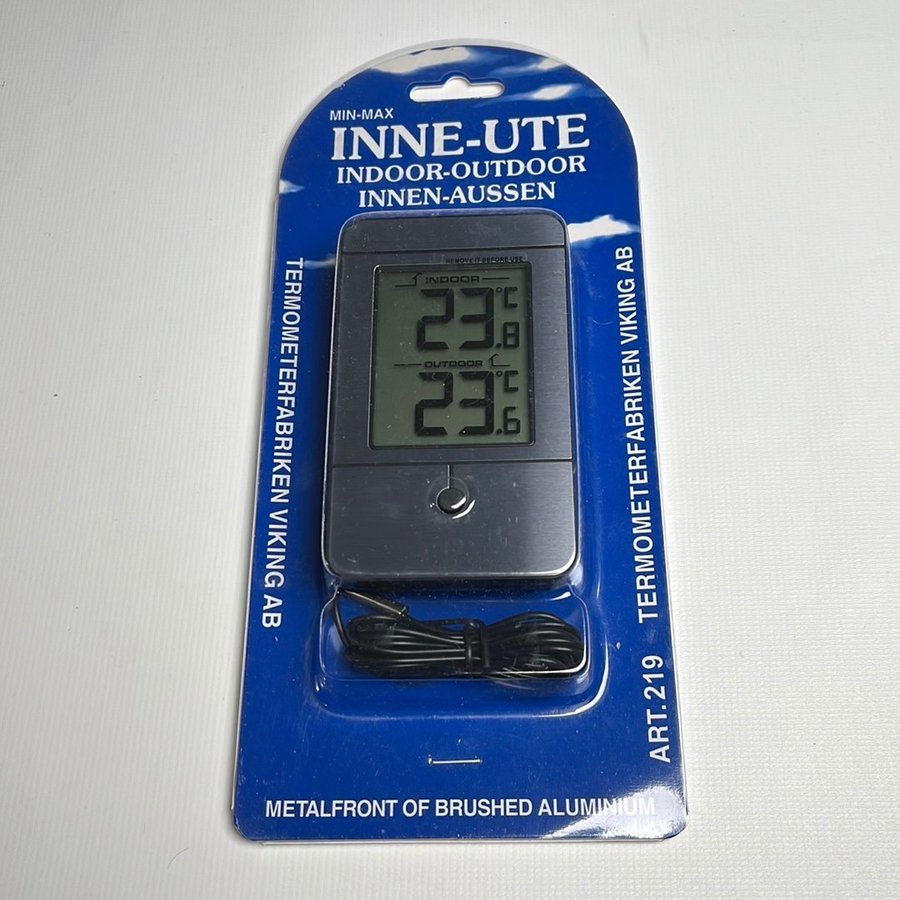 MIN-MAX
INNE-UTE
INDOOR-OUTDOOR
INNEN-AUSSEN
REMOVE IT BEFORE USE
INDOOR
23.8°C
OUTDOOR
23.6°C
TERMOMETERFABRIKEN VIKING AB
ART. 219 TERMOMETERFABRIKEN VIKING AB
METALFRONT OF BRUSHED ALUMINIUM